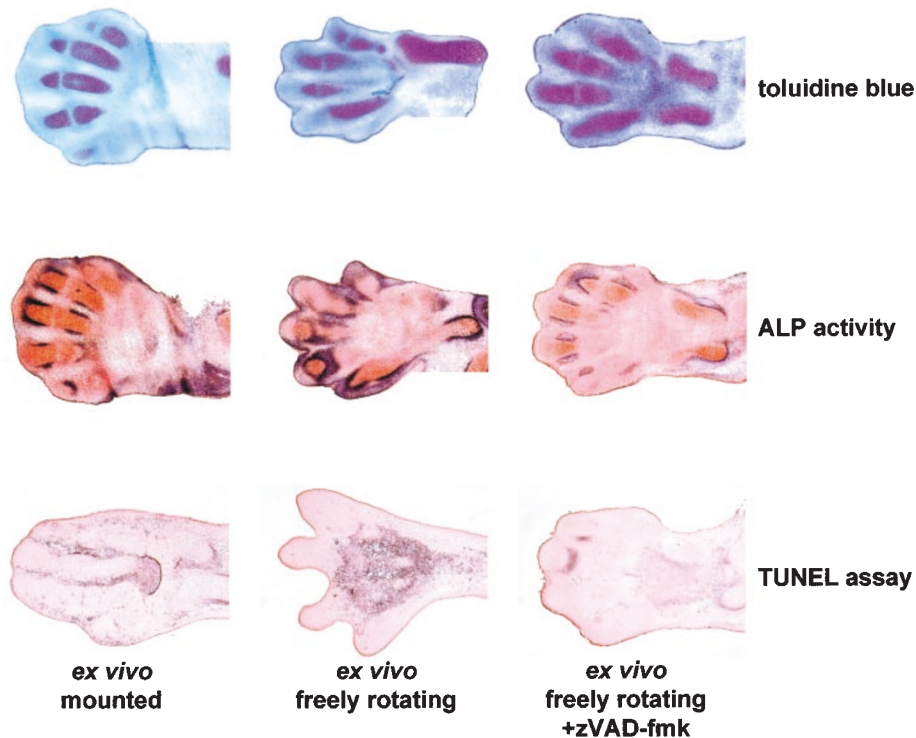 toluidine blue
ALP activity
TUNEL assay
ex vivo
mounted
ex vivo
freely rotating
ex vivo
freely rotating
+zVAD-fmk